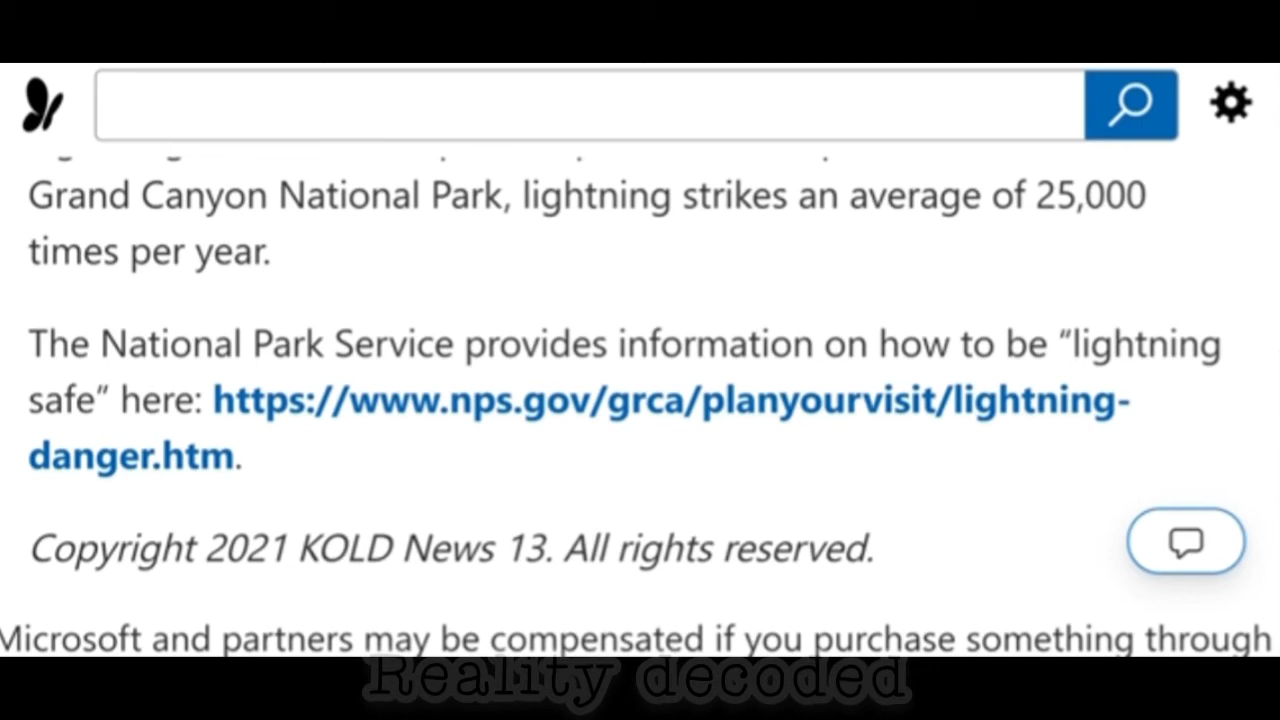 Grand Canyon National Park, lightning strikes an average of 25,000
times per year.
The National Park Service provides information on how to be “lightning
safe” here: https://www.nps.gov/grca/planyourvisit/lightning-
danger.htm.
Copyright 2021 KOLD News 13. All rights reserved.
Microsoft and partners may be compensated if you purchase something through
Reality decoded